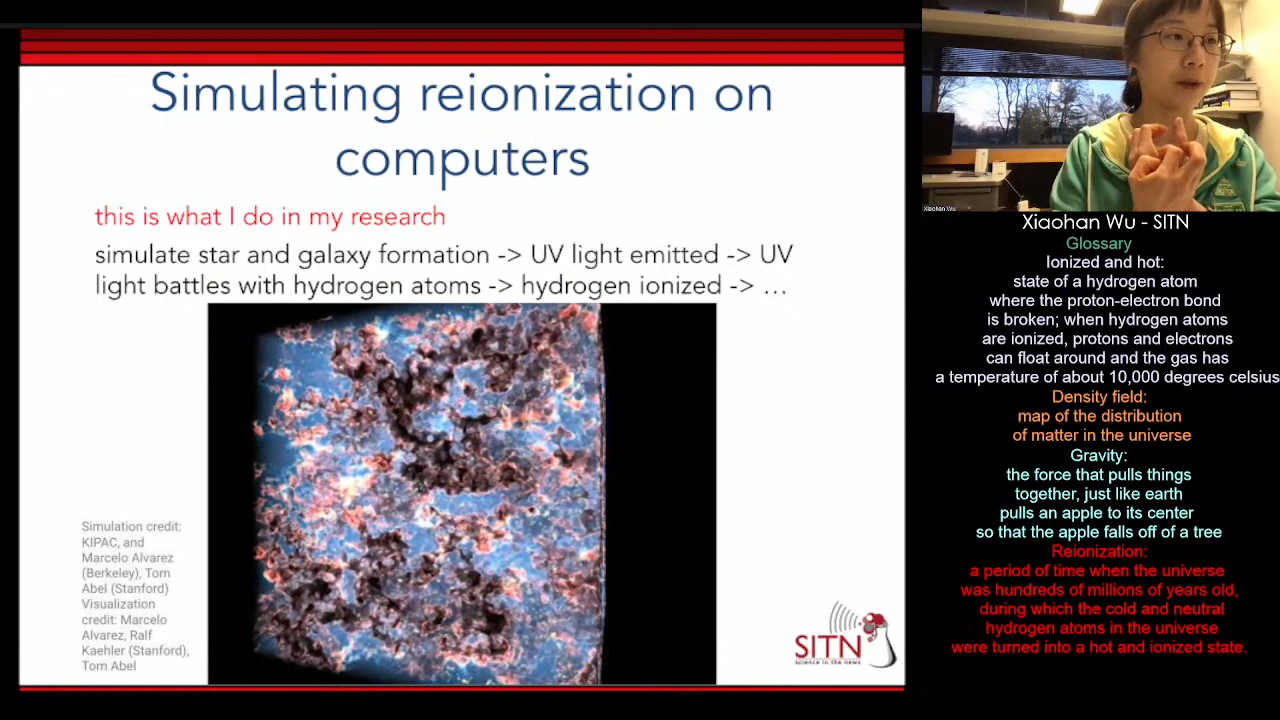 Simulating reionization on
computers
this is what I do in my research
simulate star and galaxy formation -> UV light emitted -> UV
light battles with hydrogen atoms -> hydrogen ionized -> ...
Simulation credit:
KIPAC, and
Marcelo Alvarez
(Berkeley), Tom
Abel (Stanford)
Visualization
credit: Marcelo
Alvarez, Ralf
Kaehler (Stanford),
Tom Abel
SITN
science in the news
Xiaohan Wu
Xiaohan Wu - SITN
Glossary
Ionized and hot:
state of a hydrogen atom
where the proton-electron bond
is broken; when hydrogen atoms
are ionized, protons and electrons
can float around and the gas has
a temperature of about 10,000 degrees celsius
Density field:
map of the distribution
of matter in the universe
Gravity:
the force that pulls things
together, just like earth
pulls an apple to its center
so that the apple falls off of a tree
Reionization:
a period of time when the universe
was hundreds of millions of years old,
during which the cold and neutral
hydrogen atoms in the universe
were turned into a hot and ionized state.